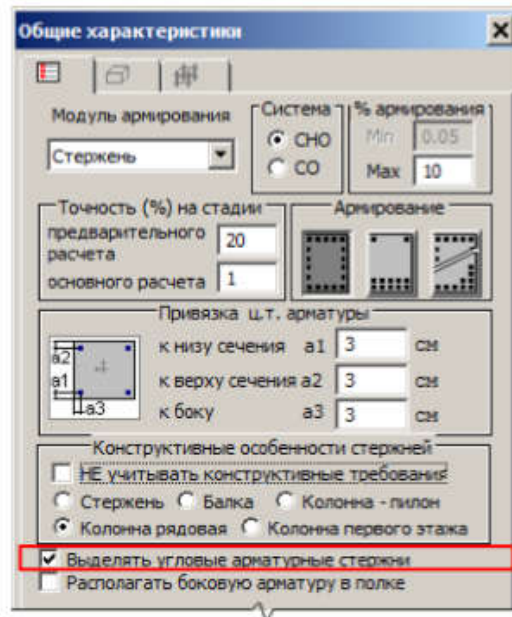 Общие характеристики
Модуль армирования
Стержень
Система
СНО
СО
% армирования
Min 0.05
Max 10
Точность (%) на стадии
предварительного расчета 20
основного расчета 1
Армирование
Привязка ц.т. арматуры
a2
a1
a3
к низу сечения a1 3 см
к верху сечения a2 3 см
к боку a3 3 см
Конструктивные особенности стержней
НЕ учитывать конструктивные требования
Стержень Балка Колонна - пилон
Колонна рядовая Колонна первого этажа
Выделять угловые арматурные стержни
Располагать боковую арматуру в полке